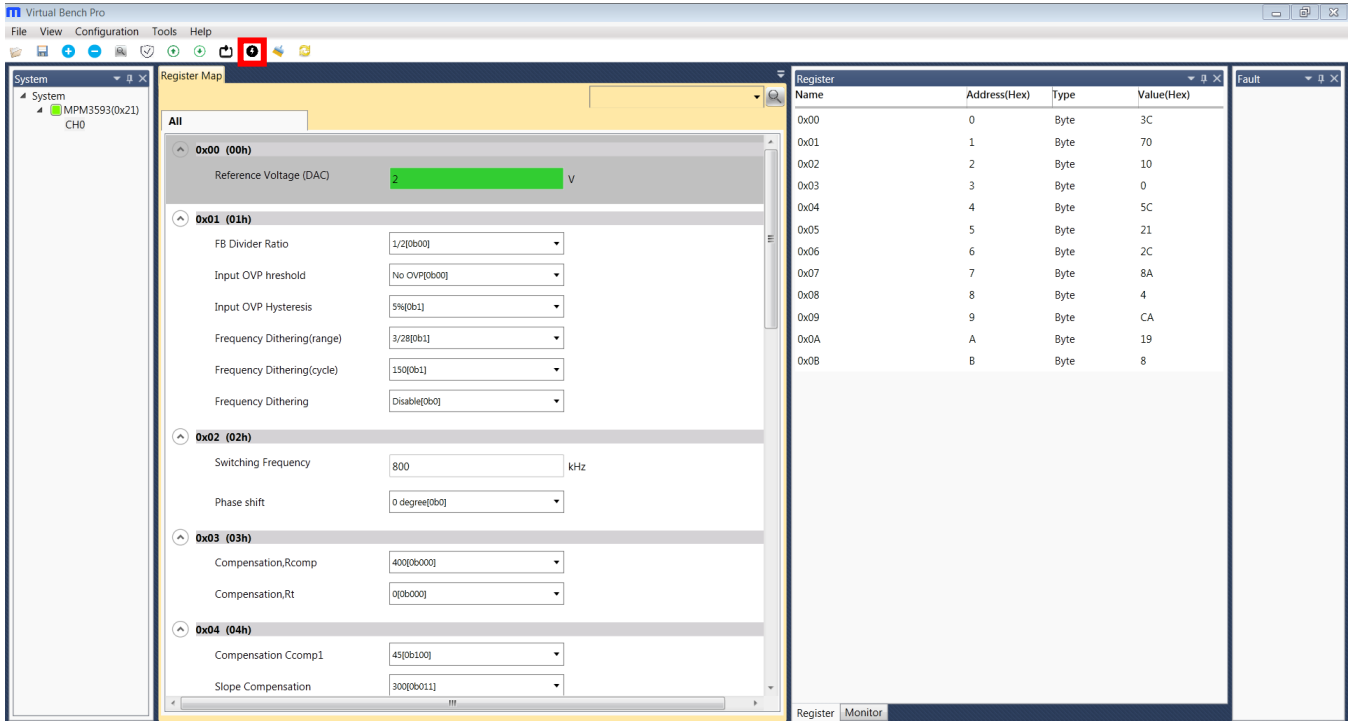 Virtual Bench Pro
File View Configuration Tools Help
System
System
MPM3593(0x21)
CH0
Register Map
All
0x00 (00h)
Reference Voltage (DAC) 2 V
0x01 (01h)
FB Divider Ratio 1/2[0b00]
Input OVP hreshold No OVP[0b00]
Input OVP Hysteresis 5%[0b1]
Frequency Dithering(range) 3/28[0b1]
Frequency Dithering(cycle) 150[0b1]
Frequency Dithering Disable[0b0]
0x02 (02h)
Switching Frequency 800 kHz
Phase shift 0 degree[0b0]
0x03 (03h)
Compensation,Rcomp 400[0b000]
Compensation,Rt 0[0b000]
0x04 (04h)
Compensation Ccomp1 45[0b100]
Slope Compensation 300[0b011]
Register
Name Address(Hex) Type Value(Hex)
0x00 0 Byte 3C
0x01 1 Byte 70
0x02 2 Byte 10
0x03 3 Byte 0
0x04 4 Byte 5C
0x05 5 Byte 21
0x06 6 Byte 2C
0x07 7 Byte 8A
0x08 8 Byte 4
0x09 9 Byte CA
0x0A A Byte 19
0x0B B Byte 8
Register Monitor
Fault